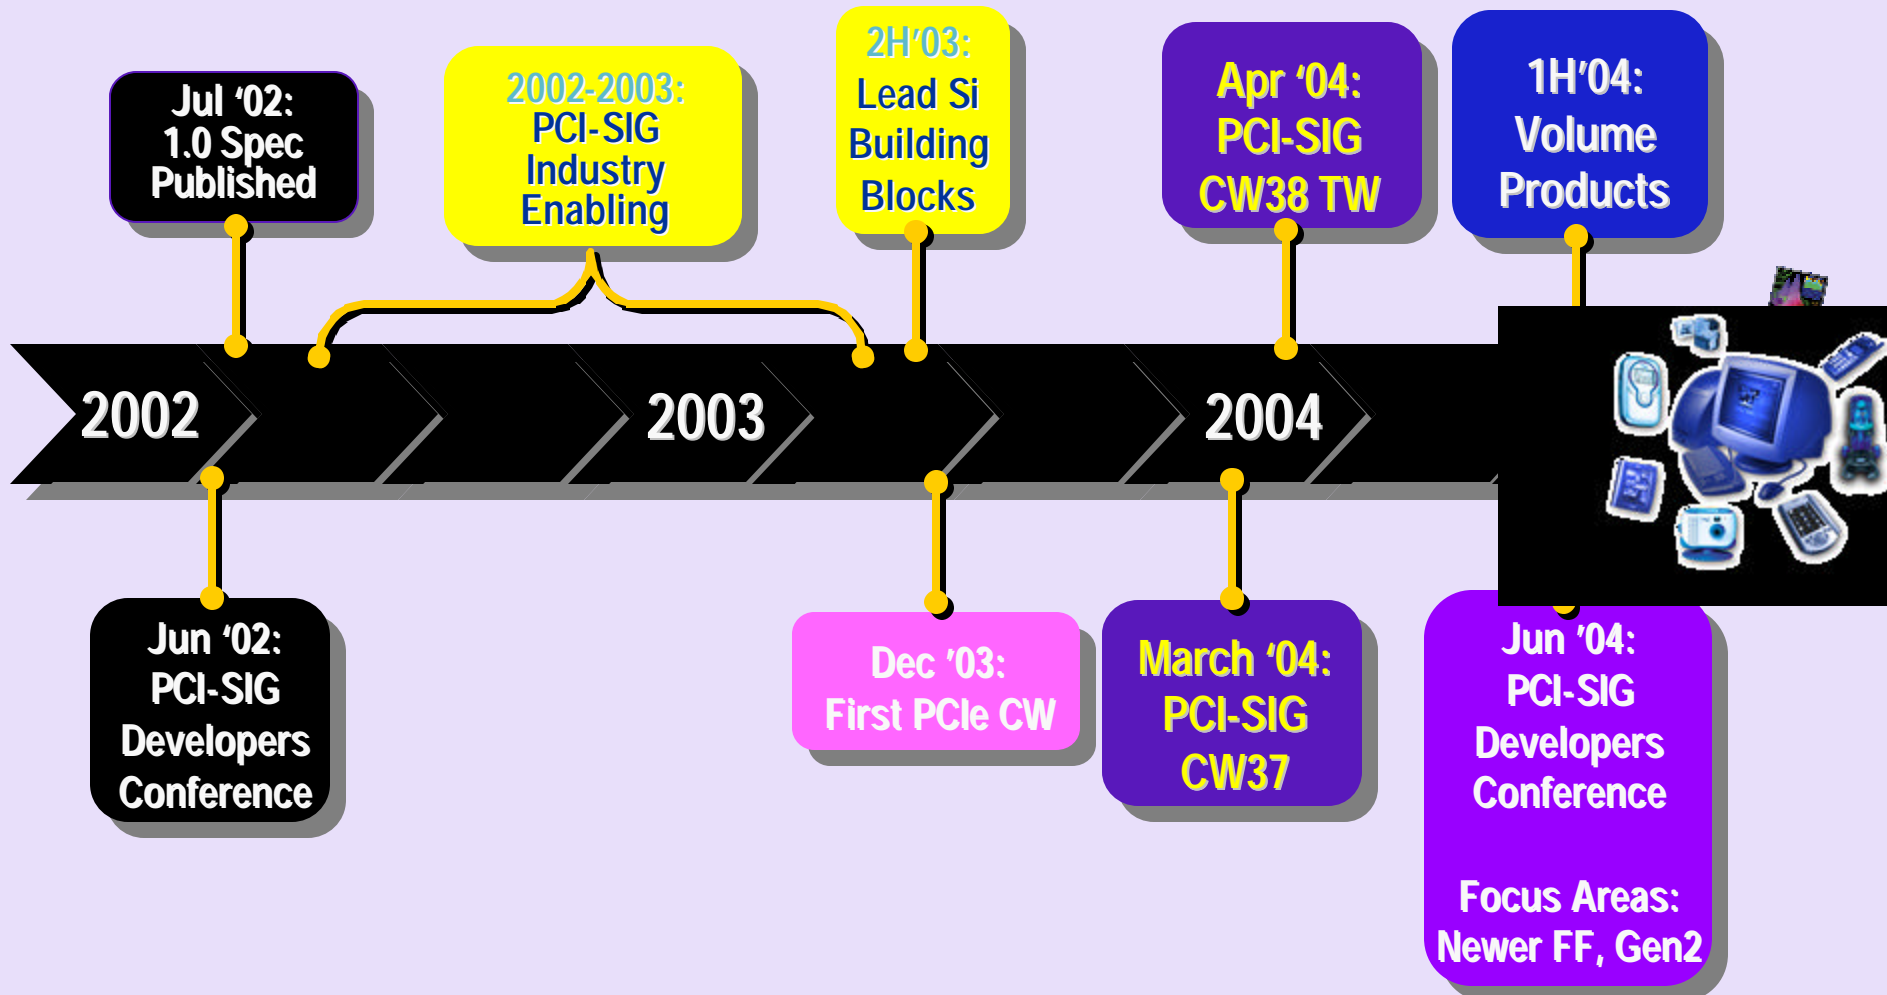 Jul ‘02:
1.0 Spec
Published
2002-2003:
PCI-SIG
Industry
Enabling
2H’03:
Lead Si
Building
Blocks
Apr ‘04:
PCI-SIG
CW38 TW
1H’04:
Volume
Products
2002
2003
2004
Jun ‘02:
PCI-SIG
Developers
Conference
Dec ’03:
First PCIe CW
March ‘04:
PCI-SIG
CW37
Jun ’04:
PCI-SIG
Developers
Conference
Focus Areas:
Newer FF, Gen2